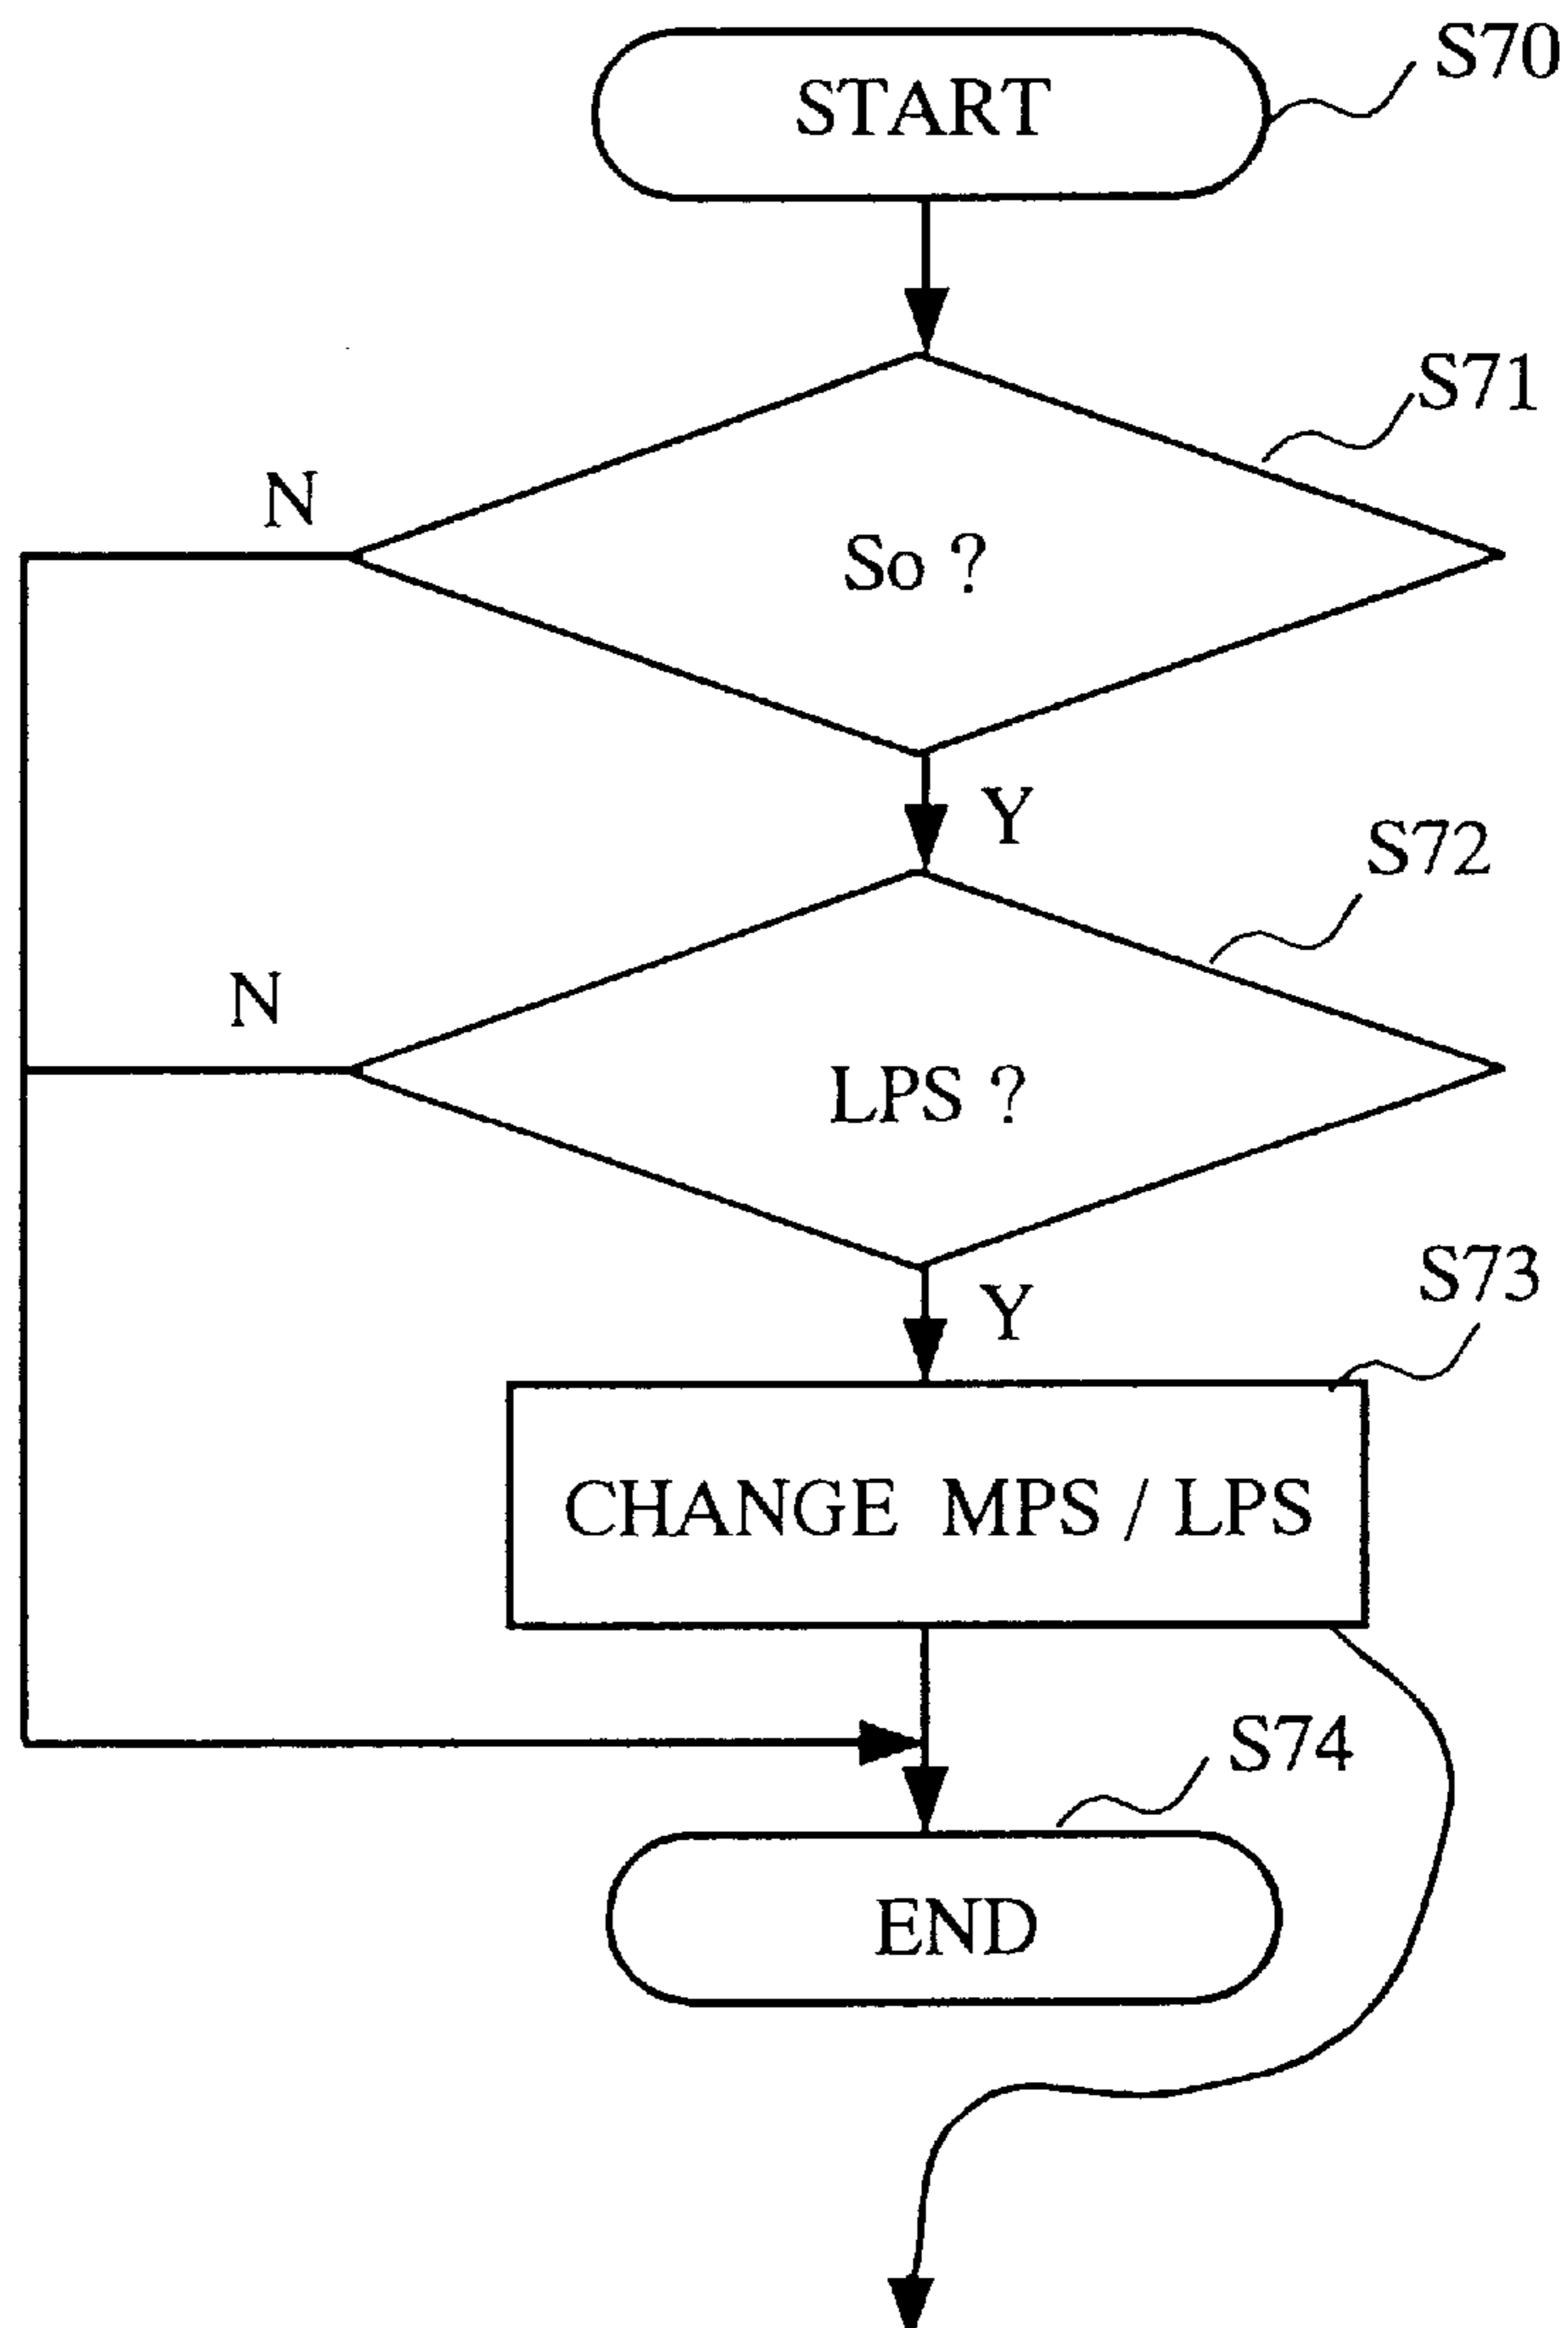 START
S70
S71
N
So ?
Y
S72
N
LPS ?
Y
S73
CHANGE MPS / LPS
S74
END